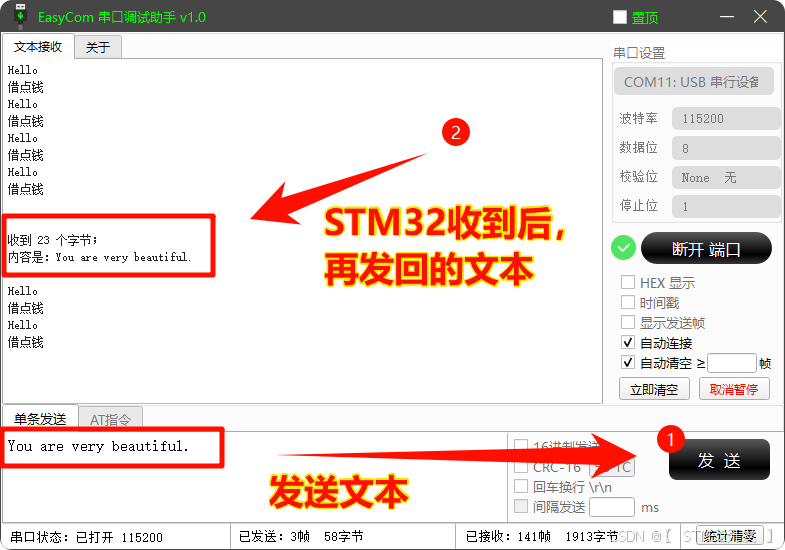 EasyCom 串口调试助手 v1.0
置顶
文本接收
关于
Hello
借点钱
Hello
借点钱
Hello
借点钱
Hello
借点钱
收到 23 个字节;
内容是: You are very beautiful.
Hello
借点钱
Hello
借点钱
2
STM32收到后,
再发回的文本
串口设置
COM11: USB 串行设备
波特率 115200
数据位 8
校验位 None 无
停止位 1
断开 端口
HEX 显示
时间戳
显示发送帧
自动连接
自动清空 ≥ 帧
立即清空
取消暂停
单条发送
AT指令
You are very beautiful.
发送文本
1
16进制发送
CRC-16
回车换行 \r\n
间隔发送 ms
发 送
串口状态: 已打开 115200
已发送: 3帧 58字节
已接收: 141帧 1913字节
统计清零